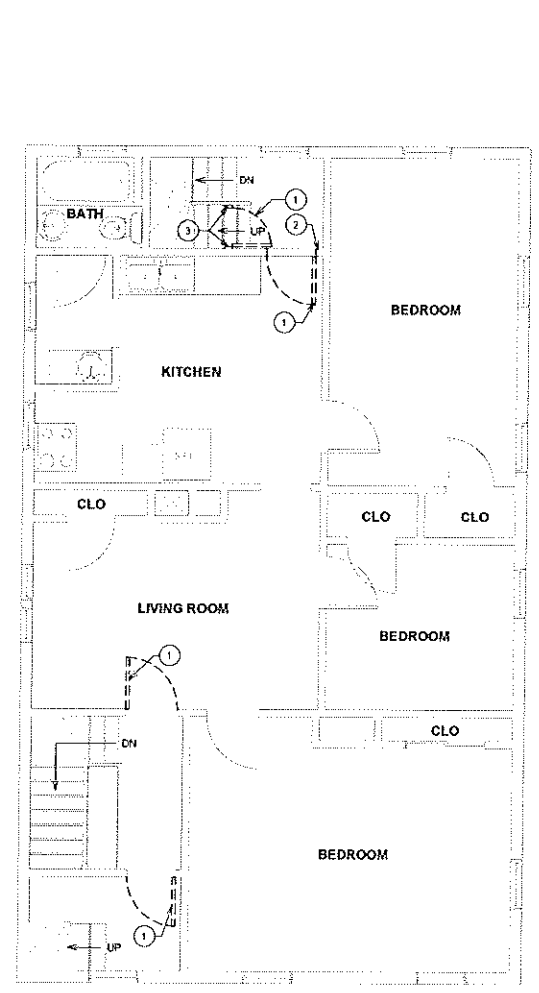 DN
1
BATH
2
3
UP
BEDROOM
1
KITCHEN
CLO
CLO
CLO
LIVING ROOM
BEDROOM
1
CLO
DN
BEDROOM
1
UP